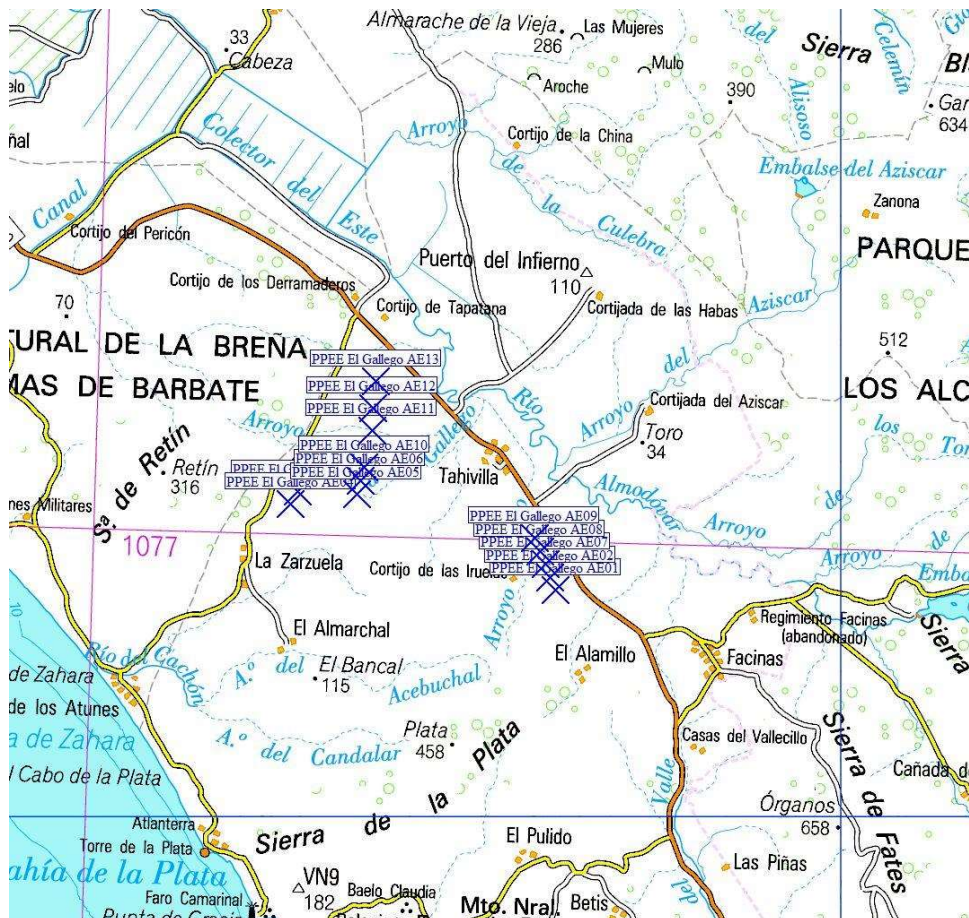 Almarache de la Vieja
286
Las Mujeres
del
Sierra
Celemín
33
Cabeza
Aroche
Mulo
390
Alisoso
634
Arroyo
de
la
Culebra
Cortijo de la China
Colector
del
Este
Canal
Embalse del Aziscar
Zanona
Cortijo del Pericón
PARQUE
Puerto del Infierno
110
Cortijo de los Derramaderos
Cortijo de Tapatana
Cortijada de las Habas
Aziscar
del
Arroyo
70
512
URAL DE LA BREÑA
MAS DE BARBATE
LOS ALC
PPEE El Gallego AE13
PPEE El Gallego AE12
PPEE El Gallego AE11
PPEE El Gallego AE10
PPEE El Gallego AE06
PPEE El Gallego AE05
Arroyo
Gallego
Río
Almodóvar
Cortijada del Aziscar
Toro
34
los
de
Arroyo
Retín
316
Sª. de Retín
Tahivilla
nes Militares
1077
PPEE El Gallego AE09
PPEE El Gallego AE08
PPEE El Gallego AE07
PPEE El Gallego AE02
PPEE El Gallego AE01
La Zarzuela
Arroyo
Arroyo
de
Sierra
El Almarchal
Regimiento Facinas
(abandonado)
El Bancal
115
Río del Cachón
A.º del
Acebuchal
El Alamillo
Facinas
de Zahara
de los Atunes
a de Zahara
l Cabo de la Plata
10
A.º del Candalar
Plata
458
Sierra de la Plata
Casas del Vallecillo
Sierra de Fates
Cañada de
Órganos
658
Valle
del
Atlanterra
Torre de la Plata
El Pulido
Las Piñas
ahía de la Plata
VN9
182
Faro Camarinal
Baelo Claudia
Mto. Nral.
Betis